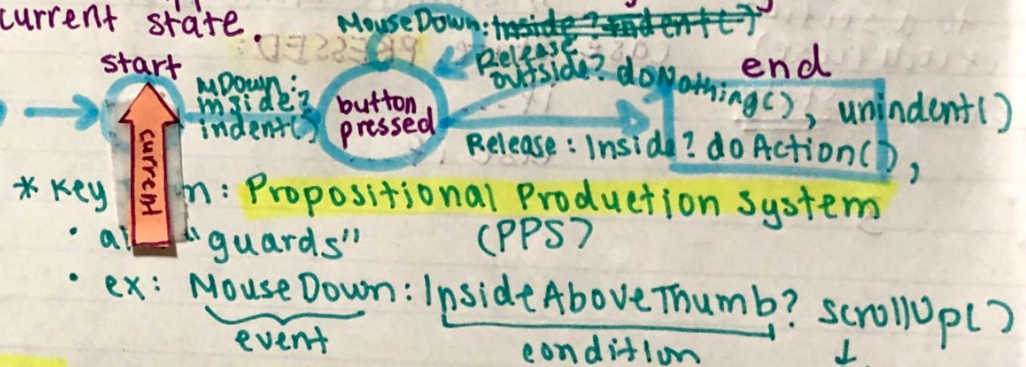 current state.
MouseDown: Inside? indent()
start
MDown:
inside?
indent()
button
pressed
Release
outside? doNothing(), unindent()
end
Release: Inside? doAction(),
current
* Key n: Propositional Production System
• a "guards" (PPS)
• ex: MouseDown: InsideAboveThumb? scrollUp()
event
condition